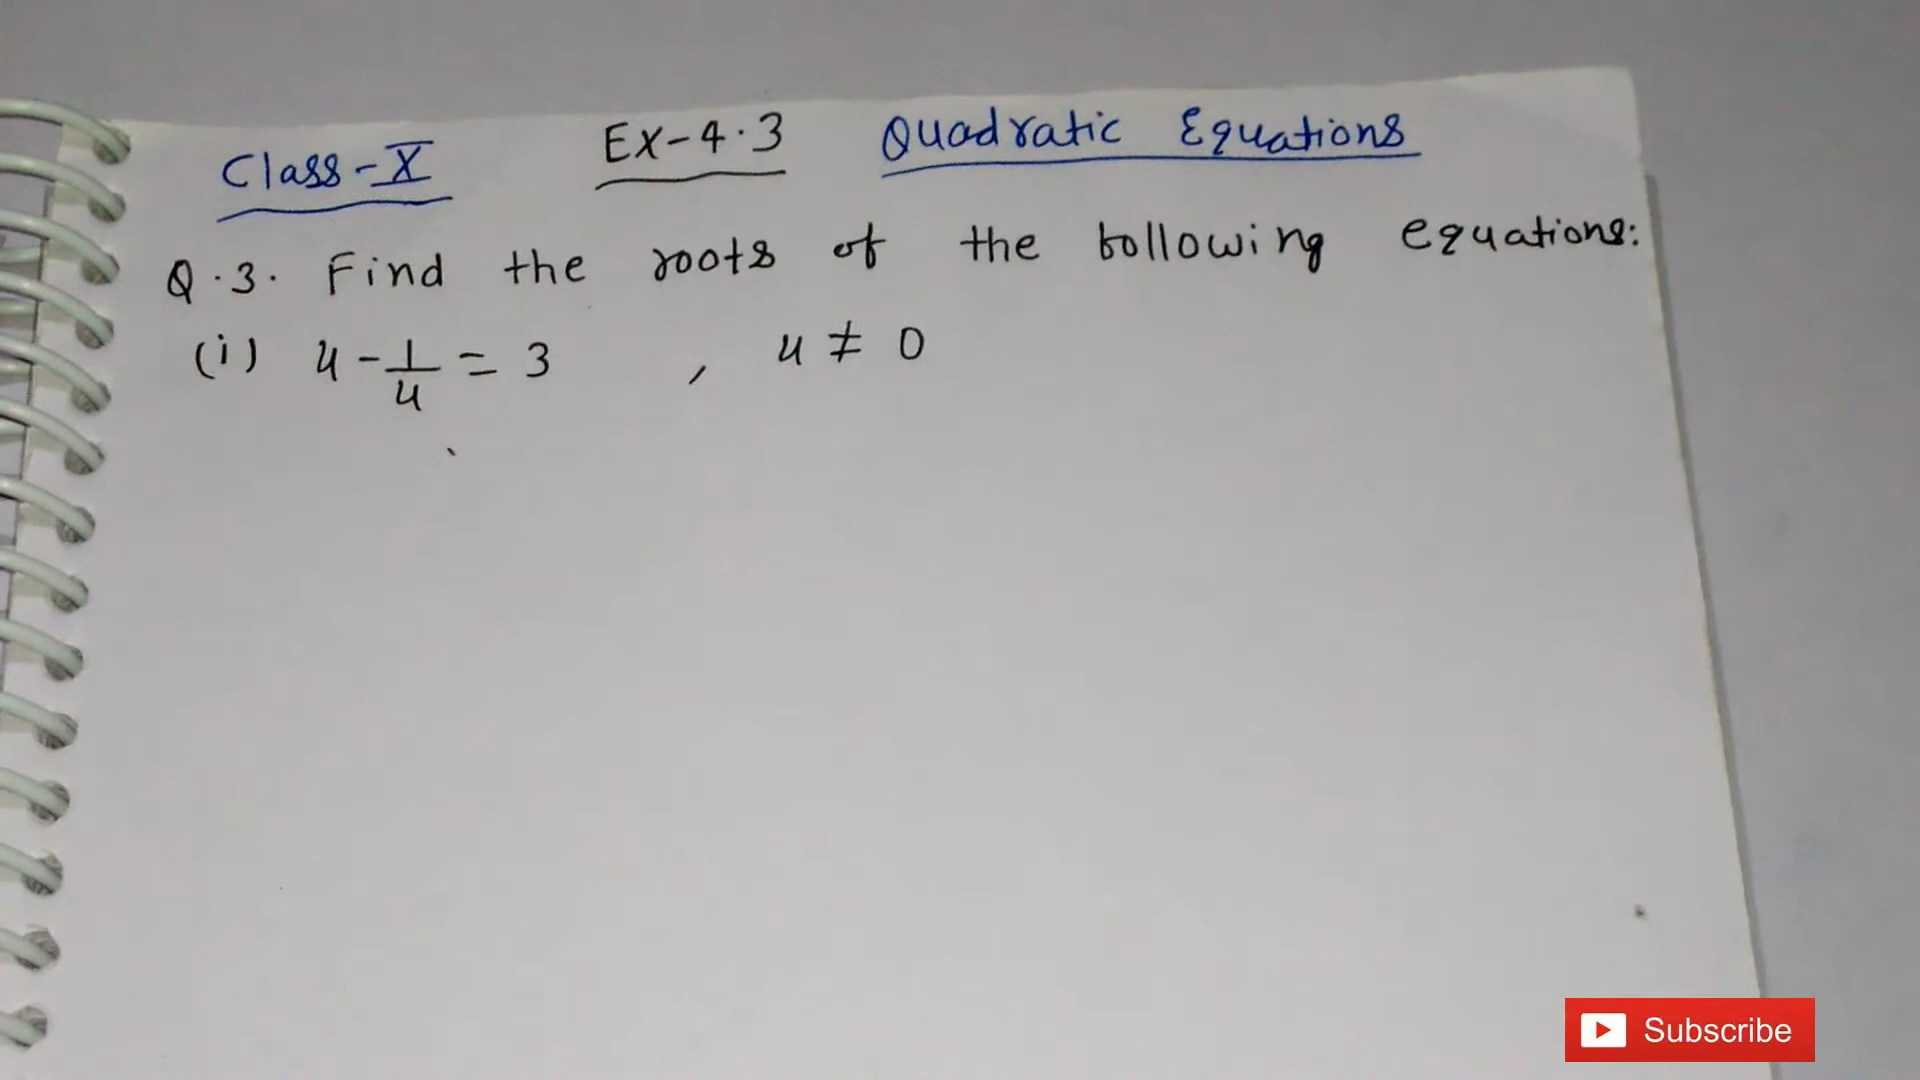 Class-X Ex-4.3 Quadratic Equations
Q.3. Find the roots of the following equations:
(i) x - 1/x = 3 , x ≠ 0
Subscribe